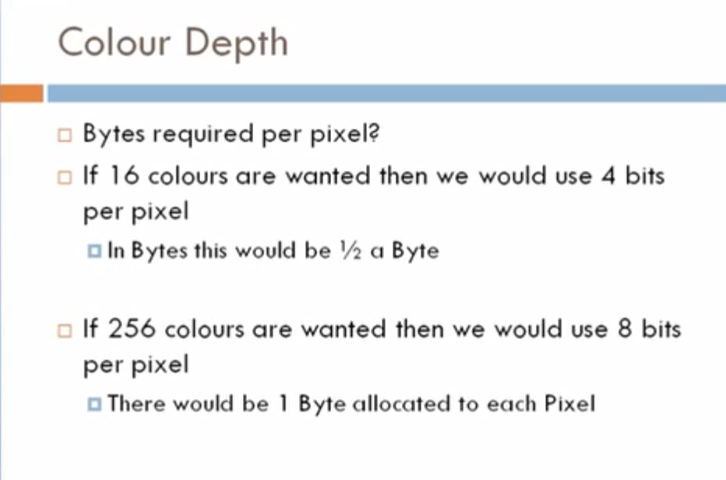 Colour Depth
Bytes required per pixel?
If 16 colours are wanted then we would use 4 bits
per pixel
In Bytes this would be ½ a Byte
If 256 colours are wanted then we would use 8 bits
per pixel
There would be 1 Byte allocated to each Pixel